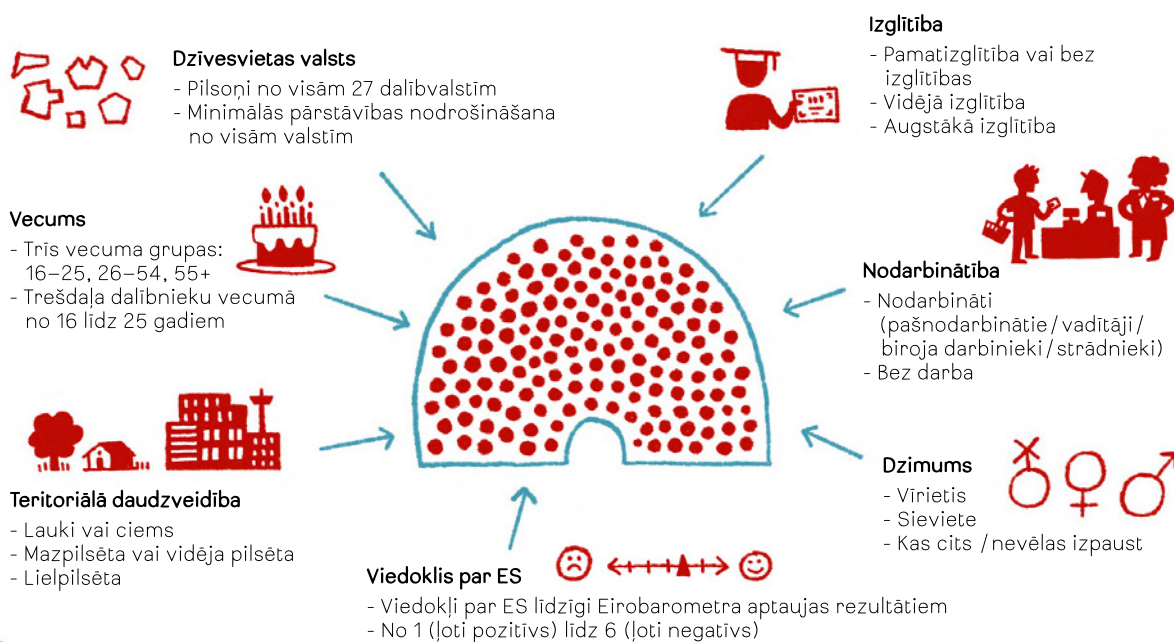 Dzīvesvietas valsts
- Pilsoņi no visām 27 dalībvalstīm
- Minimālās pārstāvības nodrošināšana
no visām valstīm
Izglītība
- Pamatizglītība vai bez
izglītības
- Vidējā izglītība
- Augstākā izglītība
Vecums
- Trīs vecuma grupas:
16–25, 26–54, 55+
- Trešdaļa dalībnieku vecumā
no 16 līdz 25 gadiem
Nodarbinātība
- Nodarbināti
(pašnodarbinātie / vadītāji /
biroja darbinieki / strādnieki)
- Bez darba
Teritoriālā daudzveidība
- Lauki vai ciems
- Mazpilsēta vai vidēja pilsēta
- Lielpilsēta
Dzimums
- Vīrietis
- Sieviete
- Kas cits / nevēlas izpaust
Viedoklis par ES
- Viedokļi par ES līdzīgi Eirobarometra aptaujas rezultātiem
- No 1 (ļoti pozitīvs) līdz 6 (ļoti negatīvs)